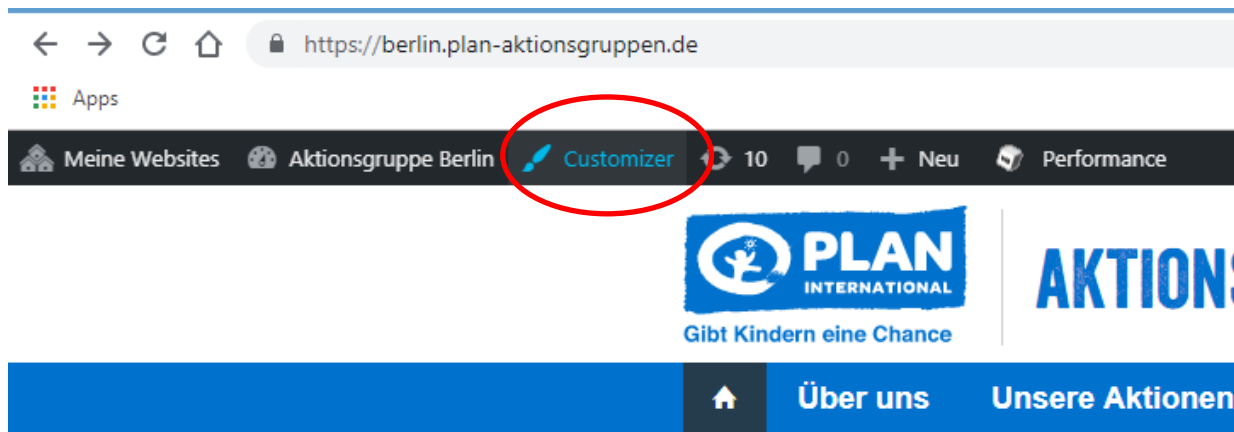 https://berlin.plan-aktionsgruppen.de
Apps
Meine Websites Aktionsgruppe Berlin Customizer 10 0 Neu Performance
PLAN
INTERNATIONAL
Gibt Kindern eine Chance
AKTIONS
Über uns Unsere Aktionen